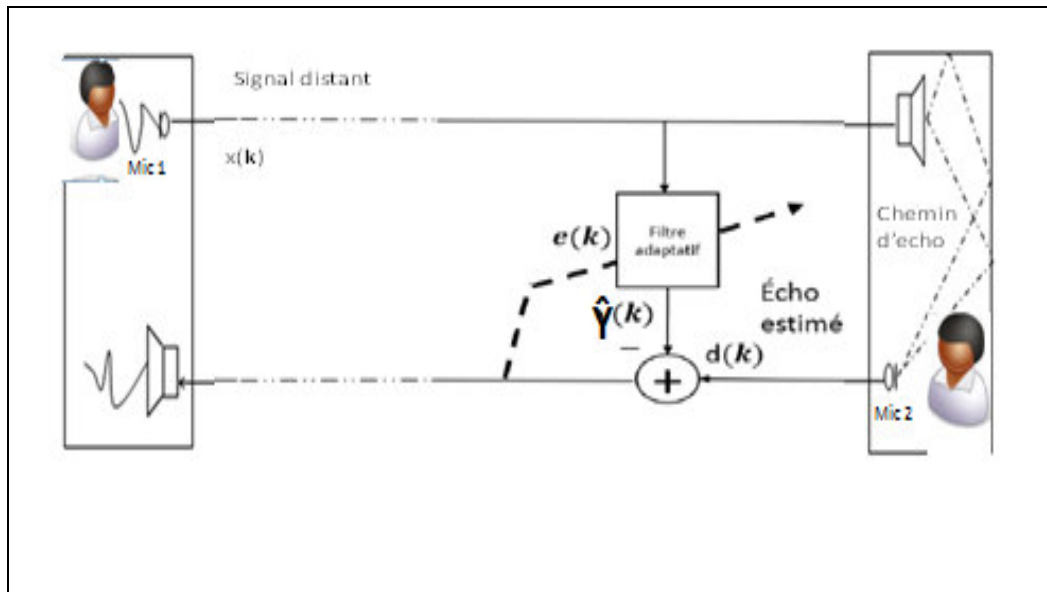 Signal distant
Mic 1
x(k)
Chemin
d'echo
e(k)
Filtre
adaptatif
Écho
estimé
Ŷ(k)
d(k)
–
+
Mic 2